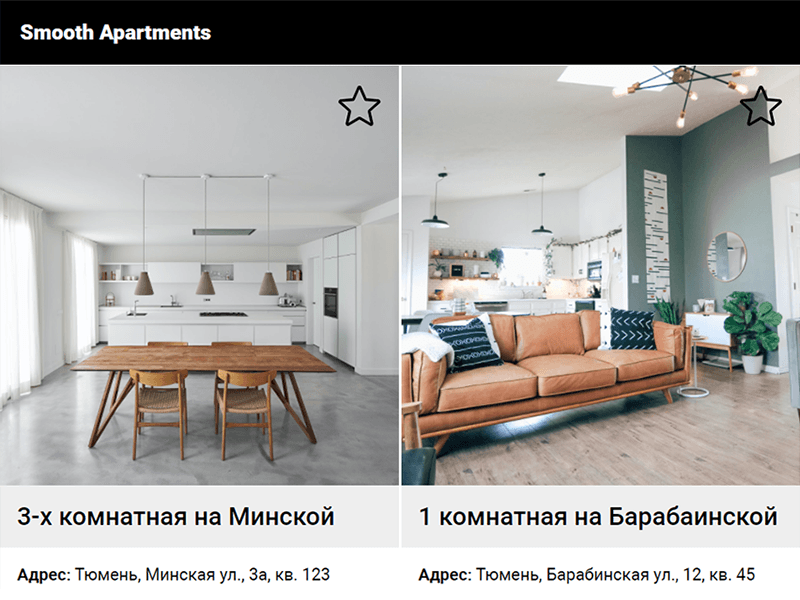 Smooth Apartments
3-х комнатная на Минской
1 комнатная на Барабаинской
Адрес: Тюмень, Минская ул., 3а, кв. 123
Адрес: Тюмень, Барабинская ул., 12, кв. 45